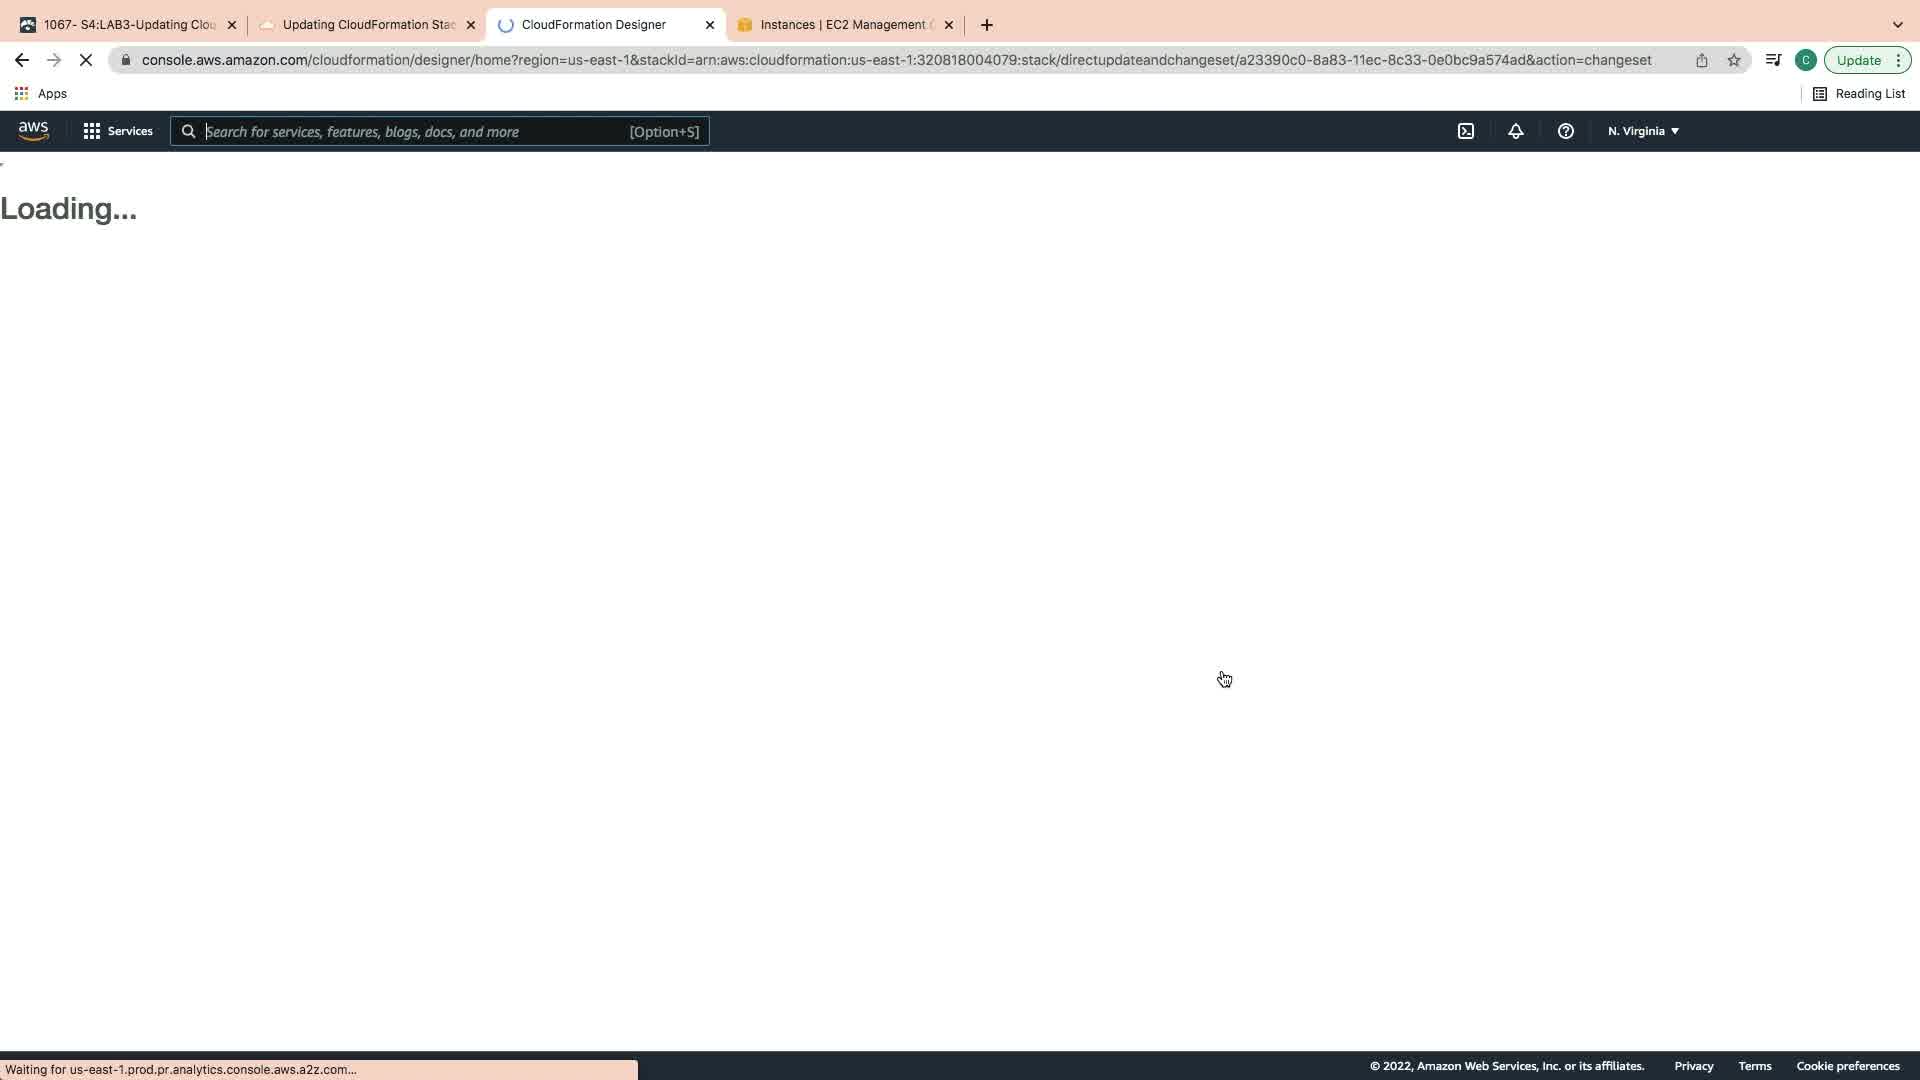 1067- S4:LAB3-Updating Clou
Updating CloudFormation Stac
CloudFormation Designer
Instances | EC2 Management C
console.aws.amazon.com/cloudformation/designer/home?region=us-east-1&stackId=arn:aws:cloudformation:us-east-1:320818004079:stack/directupdateandchangeset/a23390c0-8a83-11ec-8c33-0e0bc9a574ad&action=changeset
C
Update
Apps
Reading List
aws
Services
Search for services, features, blogs, docs, and more
[Option+S]
N. Virginia
Loading...
Waiting for us-east-1.prod.pr.analytics.console.aws.a2z.com...
© 2022, Amazon Web Services, Inc. or its affiliates.
Privacy
Terms
Cookie preferences